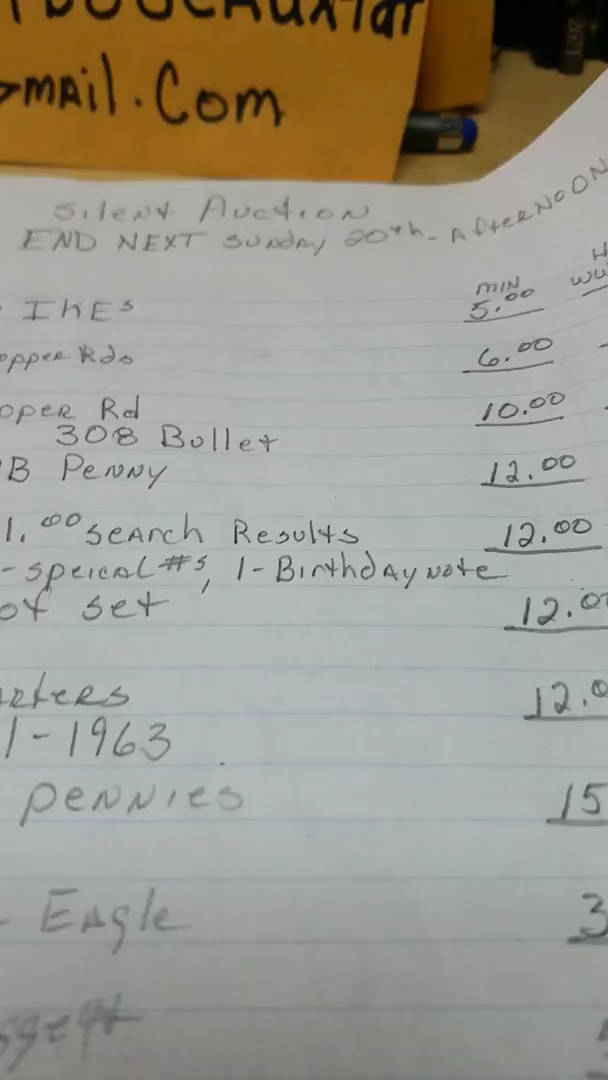 mail.Com
Silent Auction
END NEXT Sunday 20th - AFterNOON
MIN
IKEs 5.00
opper Rds 6.00
oper Rd 10.00
308 Bullet
B Penny 12.00
1.00 Search Results 12.00
- Speical #s, 1 - Birthday note
of set 12.0
rters 12.0
1 - 1963
Pennies 15
- Eagle 3